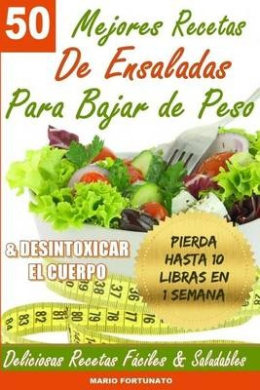 50
Mejores Recetas
De Ensaladas
Para Bajar de Peso
& DESINTOXICAR
EL CUERPO
PIERDA
HASTA 10
LIBRAS EN
1 SEMANA
Deliciosas Recetas Fáciles & Saludables
MARIO FORTUNATO